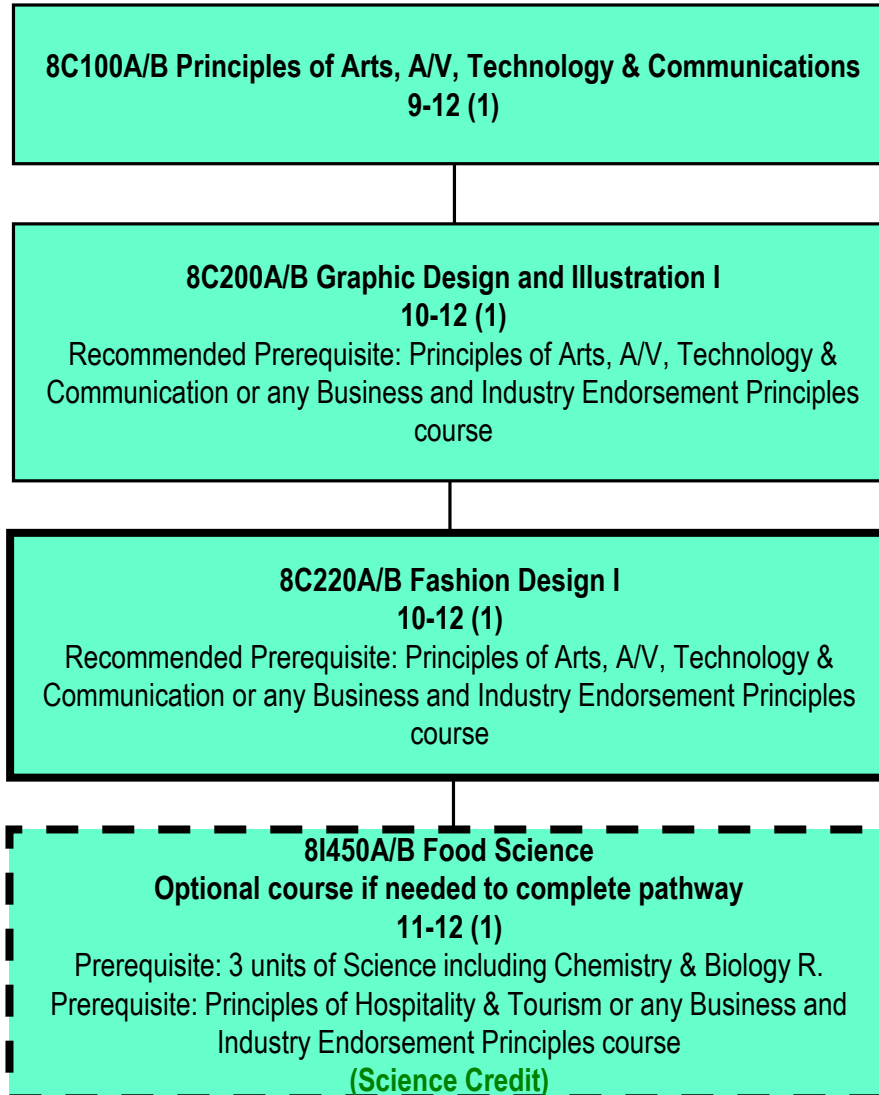 8C100A/B Principles of Arts, A/V, Technology & Communications
9-12 (1)
8C200A/B Graphic Design and Illustration I
10-12 (1)
Recommended Prerequisite: Principles of Arts, A/V, Technology &
Communication or any Business and Industry Endorsement Principles
course
8C220A/B Fashion Design I
10-12 (1)
Recommended Prerequisite: Principles of Arts, A/V, Technology &
Communication or any Business and Industry Endorsement Principles
course
8I450A/B Food Science
Optional course if needed to complete pathway
11-12 (1)
Prerequisite: 3 units of Science including Chemistry & Biology R.
Prerequisite: Principles of Hospitality & Tourism or any Business and
Industry Endorsement Principles course
(Science Credit)